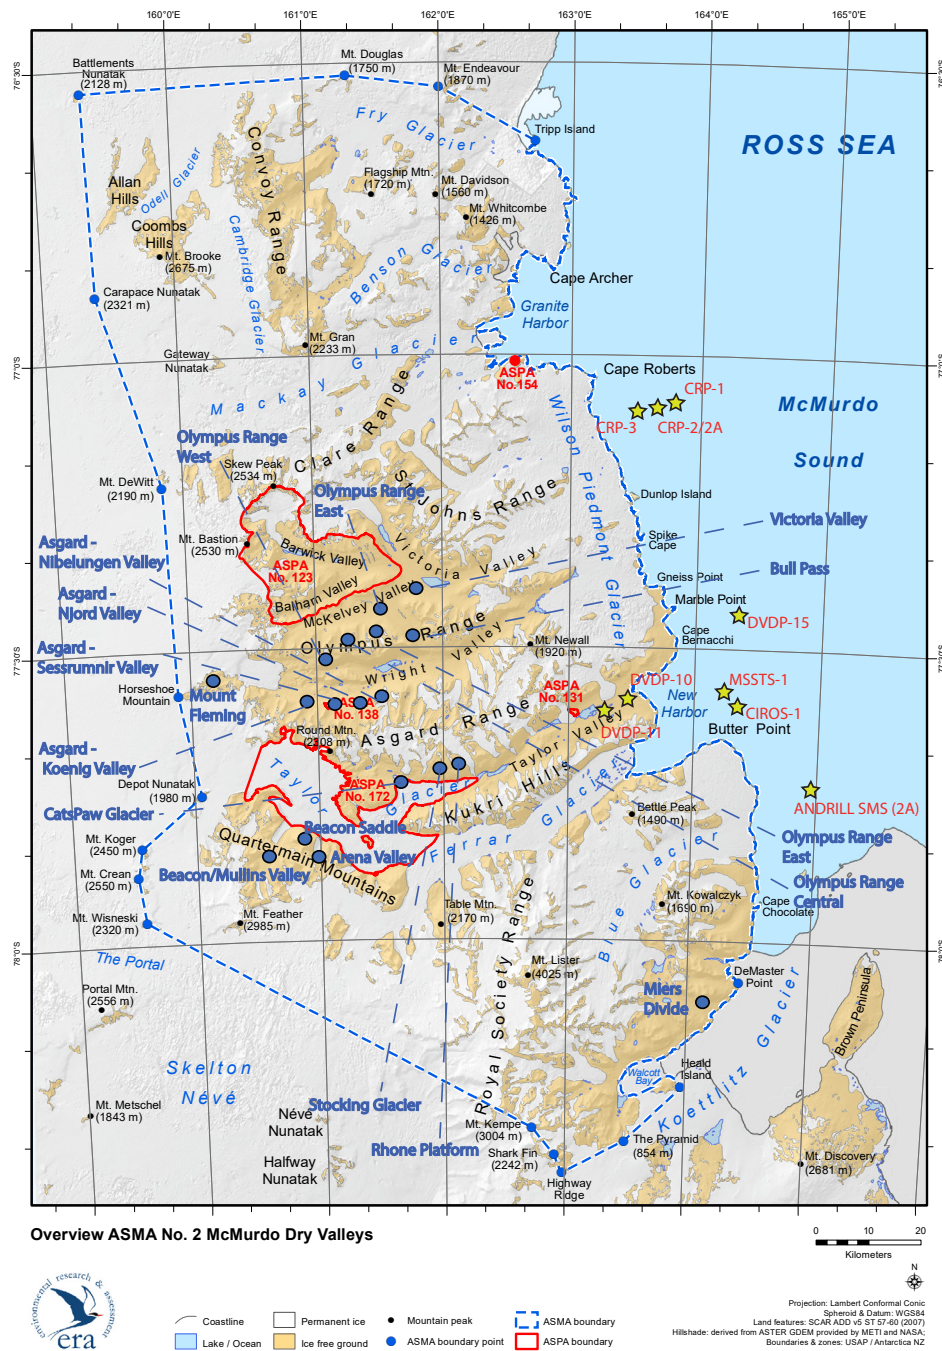 160°0'E
161°0'E
162°0'E
163°0'E
164°0'E
165°0'E
76°30'S
76°30'S
Battlements
Nunatak
(2128 m)
Mt. Douglas
(1750 m)
Mt. Endeavour
(1870 m)
Tripp Island
ROSS SEA
Fry Glacier
Convoy Range
Allan
Hills
Odell Glacier
Flagship Mtn.
(1720 m)
Mt. Davidson
(1560 m)
Mt. Whitcombe
(1426 m)
Coombs
Hills
Mt. Brooke
(2675 m)
Cambridge Glacier
Benson Glacier
Cape Archer
Carapace Nunatak
(2321 m)
Granite
Harbor
Mt. Gran
(2233 m)
Gateway
Nunatak
Mackay Glacier
77°0'S
77°0'S
ASPA
No. 154
Cape Roberts
CRP-1
CRP-3
CRP-2/2A
McMurdo
Sound
Clare Range
Wilson Piedmont Glacier
Olympus Range
West
Skew Peak
(2534 m)
Mt. DeWitt
(2190 m)
Olympus Range
East
St Johns Range
Dunlop Island
Victoria Valley
Spike
Cape
Mt. Bastion
(2530 m)
Barwick Valley
Victoria Valley
Asgard -
Nibelungen Valley
ASPA
No. 123
Balham Valley
Bull Pass
Gneiss Point
Asgard -
Njord Valley
McKelvey Valley
Marble Point
DVDP-15
Cape
Bernacchi
Olympus Range
Mt. Newall
(1920 m)
Asgard -
Sessrumnir Valley
77°30'S
77°30'S
Wright Valley
Horseshoe
Mountain
Mount
Fleming
ASPA
No. 131
DVDP-10
New
Harbor
MSSTS-1
CIROS-1
ASPA
No. 138
DVDP-11
Butter Point
Round Mtn.
(2108 m)
Asgard Range
Taylor Valley
Asgard -
Koenig Valley
Depot Nunatak
(1980 m)
Taylo
Glacier
ASPA
No. 172
Kukri Hills
ANDRILL SMS (2A)
CatsPaw Glacier
Bettle Peak
(1490 m)
Ferrar Glacier
Beacon Saddle
Mt. Koger
(2450 m)
Quartermain Mountains
Arena Valley
Olympus Range
East
Mt. Crean
(2550 m)
Beacon/Mullins Valley
Olympus Range
Central
Blue Glacier
Mt. Kowalczyk
(1690 m)
Cape
Chocolate
Mt. Wisneski
(2320 m)
Mt. Feather
(2985 m)
Table Mtn.
(2170 m)
78°0'S
78°0'S
The Portal
Royal Society Range
Mt. Lister
(4025 m)
DeMaster
Point
Portal Mtn.
(2556 m)
Miers
Divide
Brown Peninsula
Skelton
Névé
Heald
Island
Walcott
Bay
Koettlitz Glacier
Mt. Metschel
(1843 m)
Stocking Glacier
Névé
Nunatak
Mt. Kempe
(3004 m)
The Pyramid
(854 m)
Rhone Platform
Shark Fin
(2242 m)
Mt. Discovery
(2681 m)
Halfway
Nunatak
Highway
Ridge
Overview ASMA No. 2 McMurdo Dry Valleys
0 10 20
Kilometers
N
environmental research & assessment
era
Coastline
Permanent ice
Mountain peak
ASMA boundary
Lake / Ocean
Ice free ground
ASMA boundary point
ASPA boundary
Projection: Lambert Conformal Conic
Spheroid & Datum: WGS84
Land features: SCAR ADD v5 ST 57-60 (2007)
Hillshade: derived from ASTER GDEM provided by METI and NASA;
Boundaries & zones: USAP / Antarctica NZ